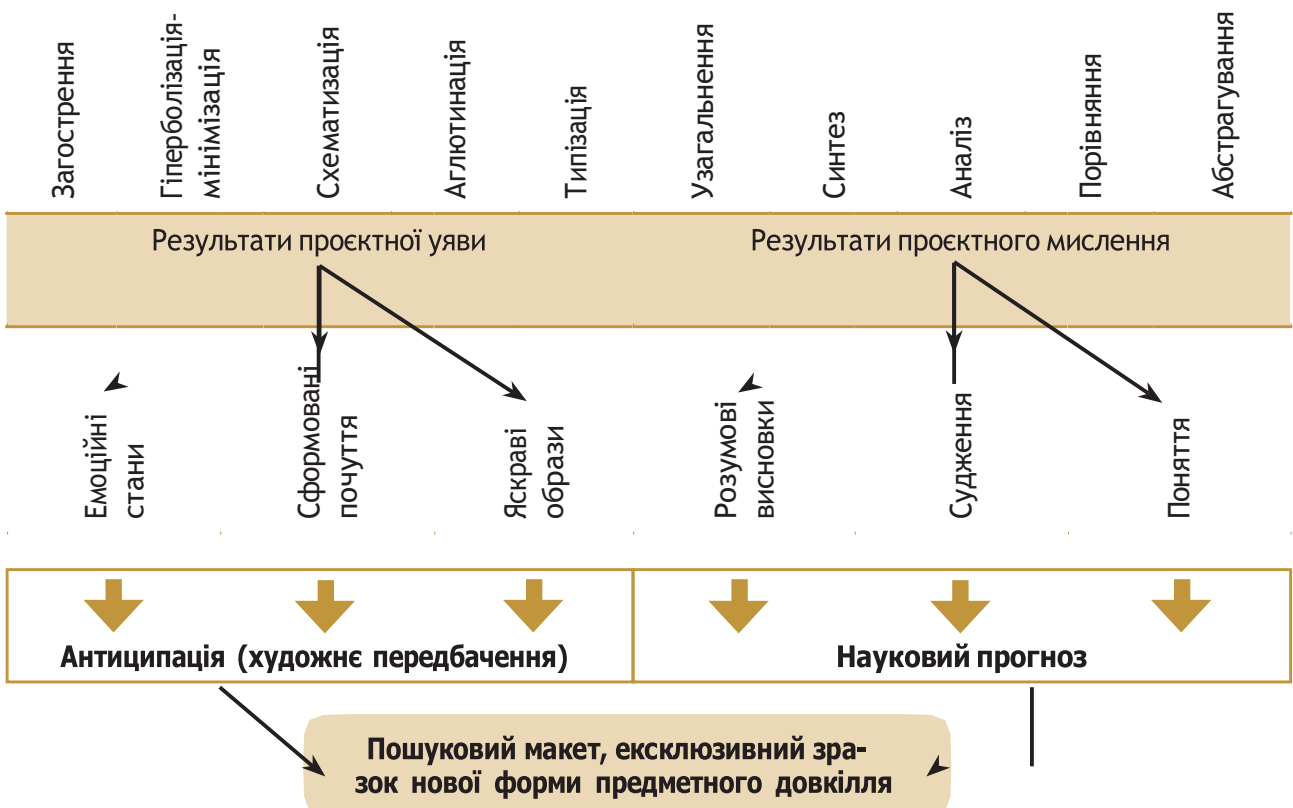 Загострення
Гіперболізація-
мінімізація
Схематизація
Аглютинація
Типізація
Узагальнення
Синтез
Аналіз
Порівняння
Абстрагування
Результати проєктної уяви
Результати проєктного мислення
Емоційні
стани
Сформовані
почуття
Яскраві
образи
Розумові
висновки
Судження
Поняття
Антиципація (художнє передбачення)
Науковий прогноз
Пошуковий макет, ексклюзивний зра-
зок нової форми предметного довкілля